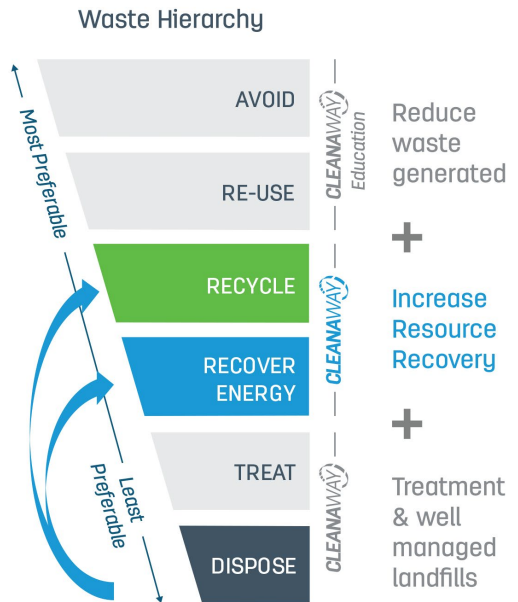 Waste Hierarchy
Most Preferable
AVOID
RE-USE
CLEANAWAY
Education
Reduce
waste
generated
+
RECYCLE
RECOVER
ENERGY
CLEANAWAY
Increase
Resource
Recovery
+
Least
Preferable
TREAT
DISPOSE
CLEANAWAY
Treatment
& well
managed
landfills